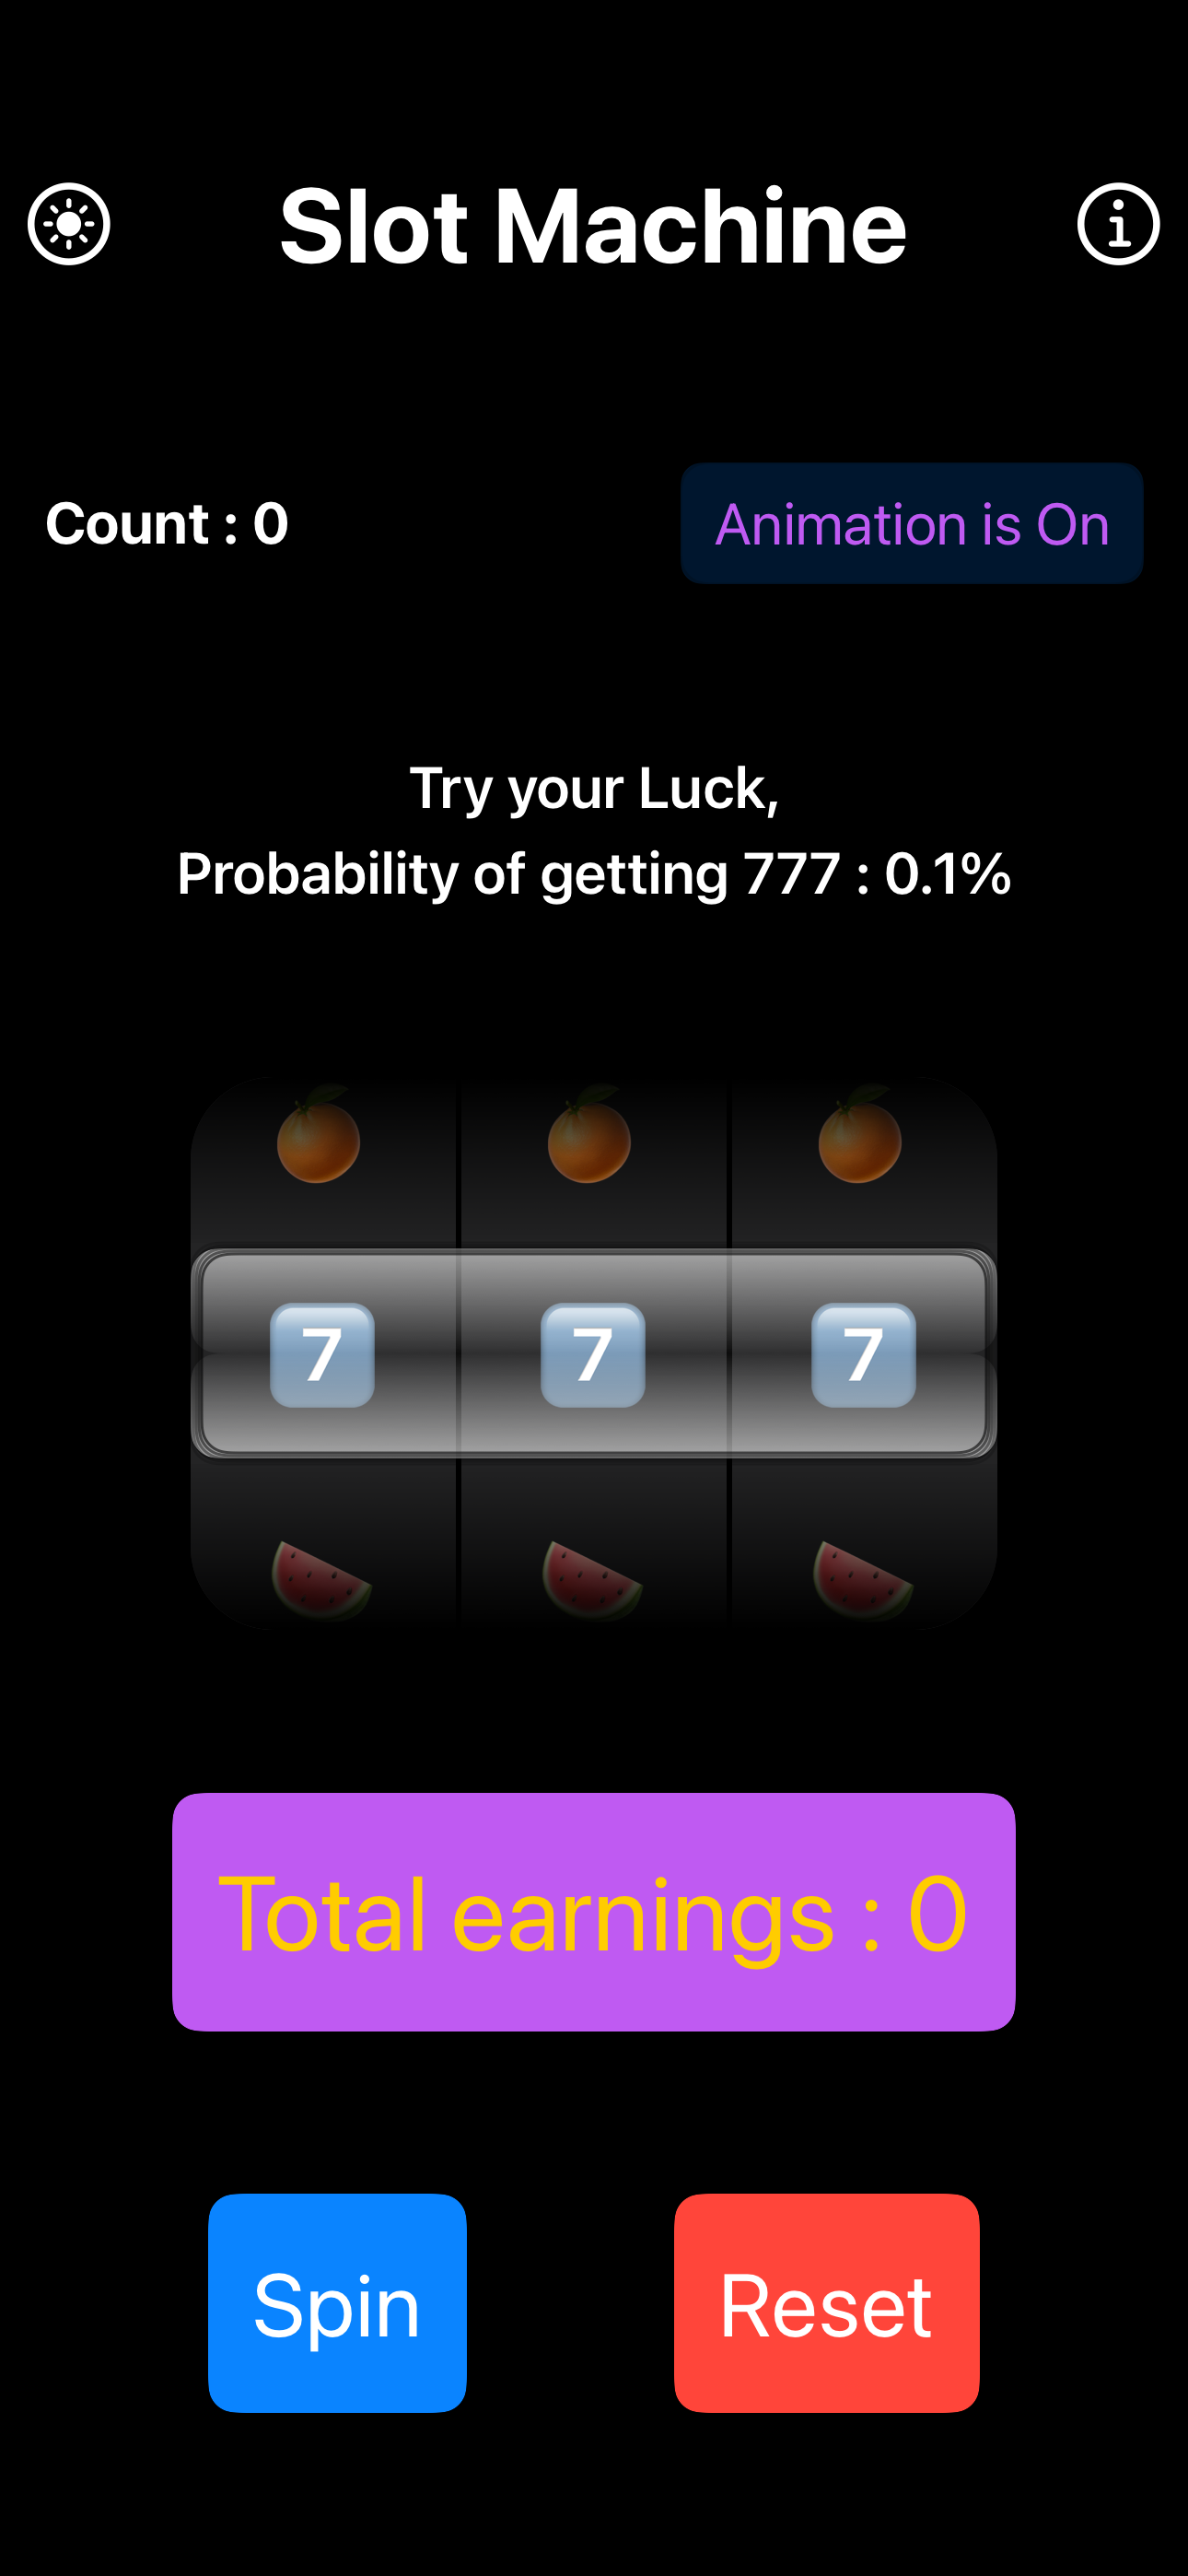 Slot Machine
Count : 0
Animation is On
Try your Luck,
Probability of getting 777 : 0.1%
7 7 7
Total earnings : 0
Spin
Reset